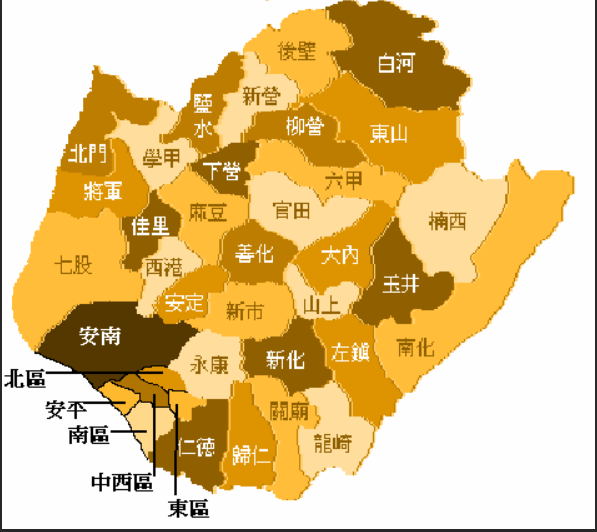 後壁
白河
新營
鹽水
柳營
東山
北門
學甲
下營
六甲
將軍
麻豆
官田
楠西
佳里
七股
西港
善化
大內
玉井
安定
新市
山上
安南
永康
新化
左鎮
南化
北區
安平
南區
關廟
仁德
歸仁
龍崎
中西區
東區